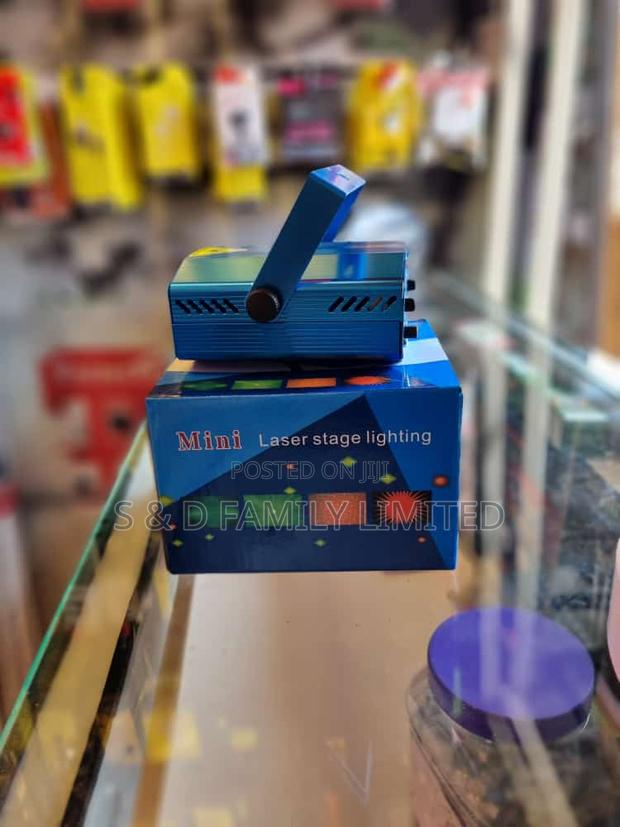 Mini Laser stage lighting
POSTED ON JIJI
S & D FAMILY LIMITED